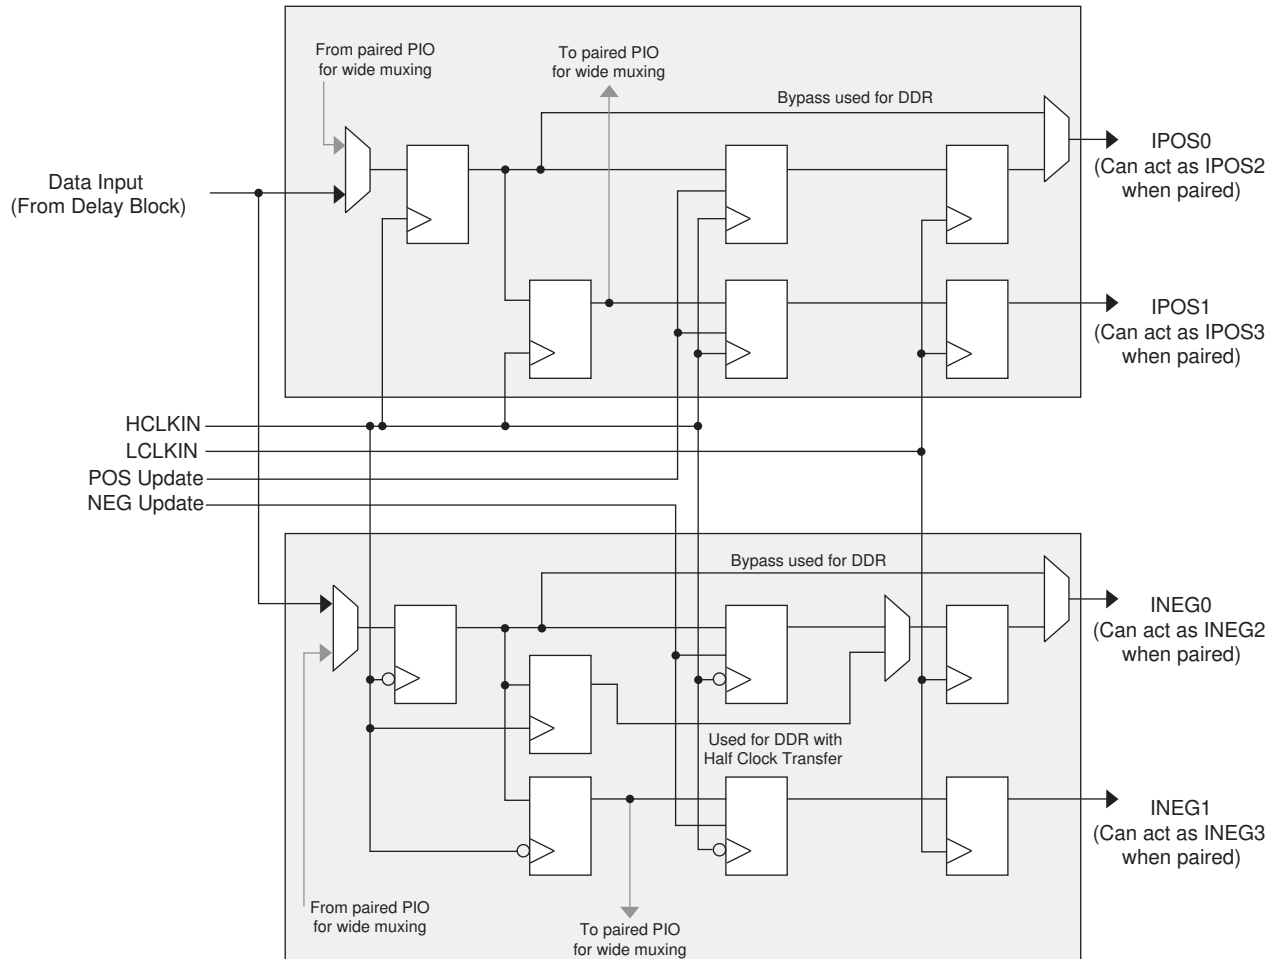 From paired PIO
for wide muxing
To paired PIO
for wide muxing
Bypass used for DDR
IPOS0
(Can act as IPOS2
when paired)
Data Input
(From Delay Block)
IPOS1
(Can act as IPOS3
when paired)
HCLKIN
LCLKIN
POS Update
NEG Update
Bypass used for DDR
INEG0
(Can act as INEG2
when paired)
Used for DDR with
Half Clock Transfer
INEG1
(Can act as INEG3
when paired)
From paired PIO
for wide muxing
To paired PIO
for wide muxing